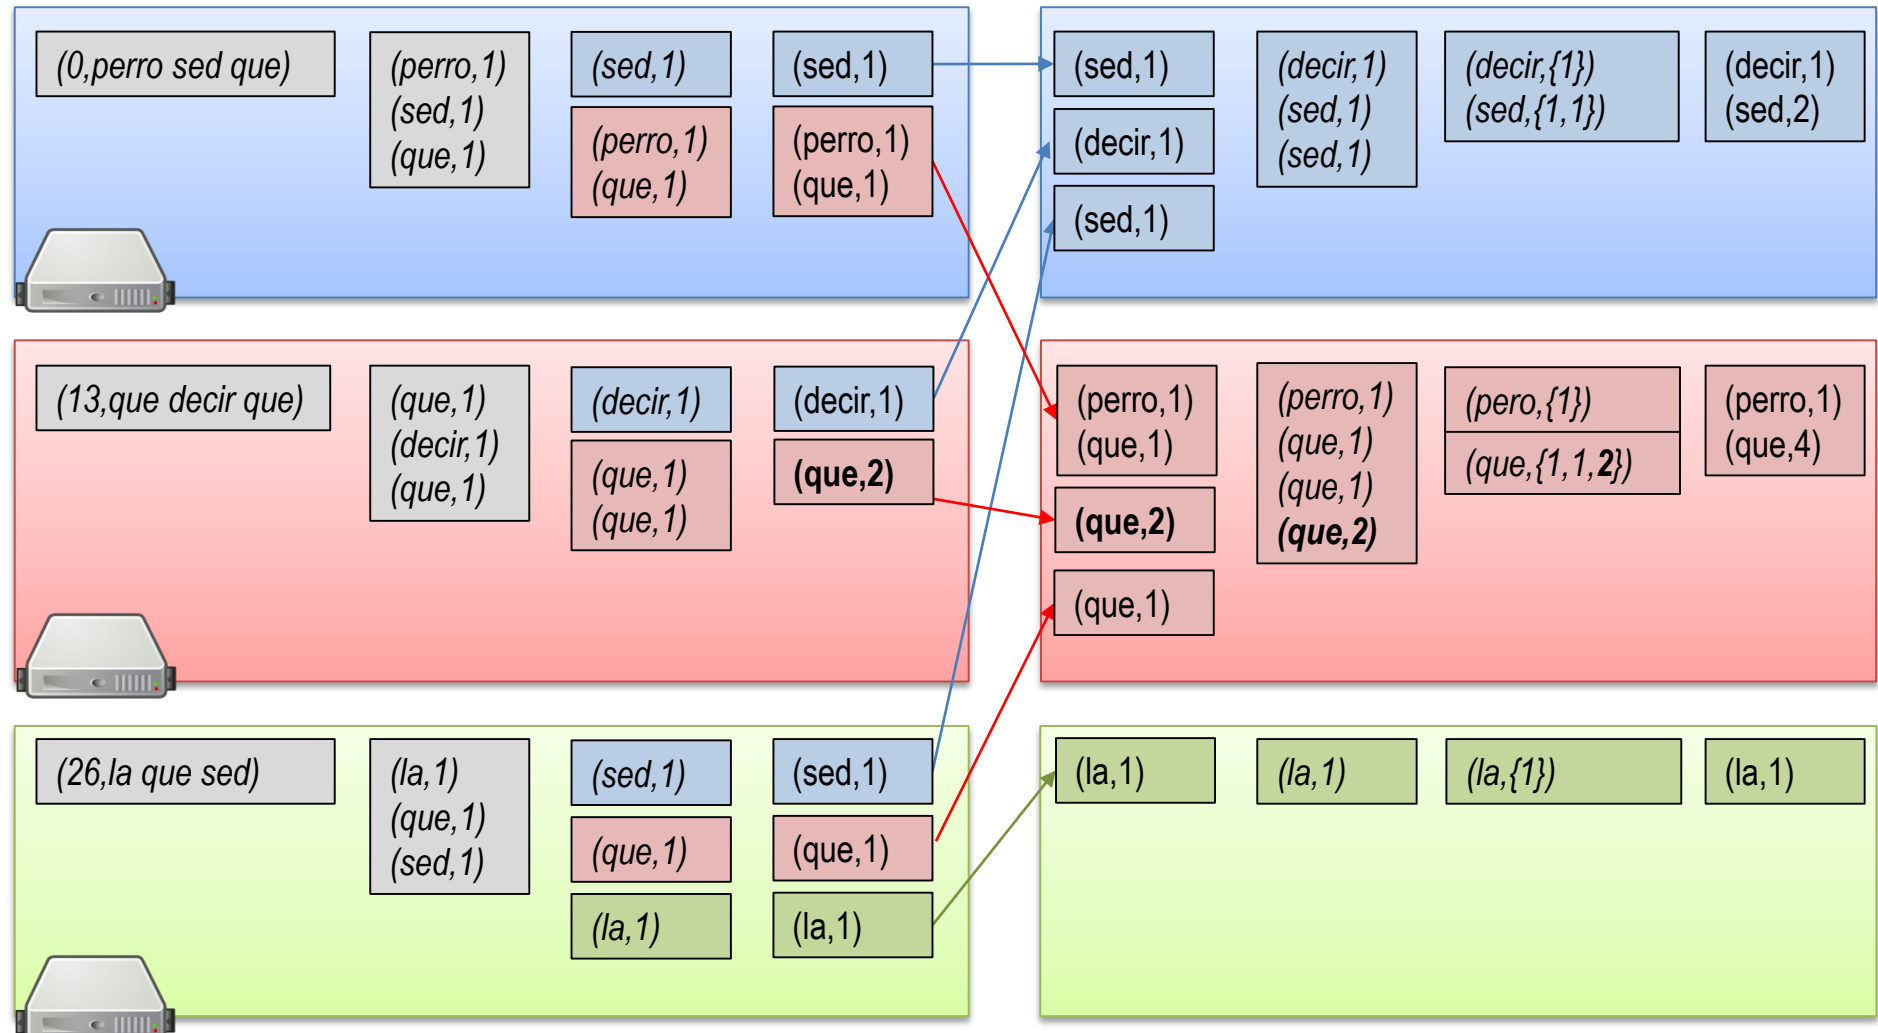 (0,perro sed que)
(perro,1)
(sed,1)
(que,1)
(sed,1)
(perro,1)
(que,1)
(sed,1)
(perro,1)
(que,1)
(sed,1)
(decir,1)
(sed,1)
(decir,1)
(sed,1)
(sed,1)
(decir,{1})
(sed,{1,1})
(decir,1)
(sed,2)
(13,que decir que)
(que,1)
(decir,1)
(que,1)
(decir,1)
(que,1)
(que,1)
(decir,1)
(que,2)
(perro,1)
(que,1)
(que,2)
(que,1)
(perro,1)
(que,1)
(que,1)
(que,2)
(pero,{1})
(que,{1,1,2})
(perro,1)
(que,4)
(26,la que sed)
(la,1)
(que,1)
(sed,1)
(sed,1)
(que,1)
(la,1)
(sed,1)
(que,1)
(la,1)
(la,1)
(la,1)
(la,{1})
(la,1)